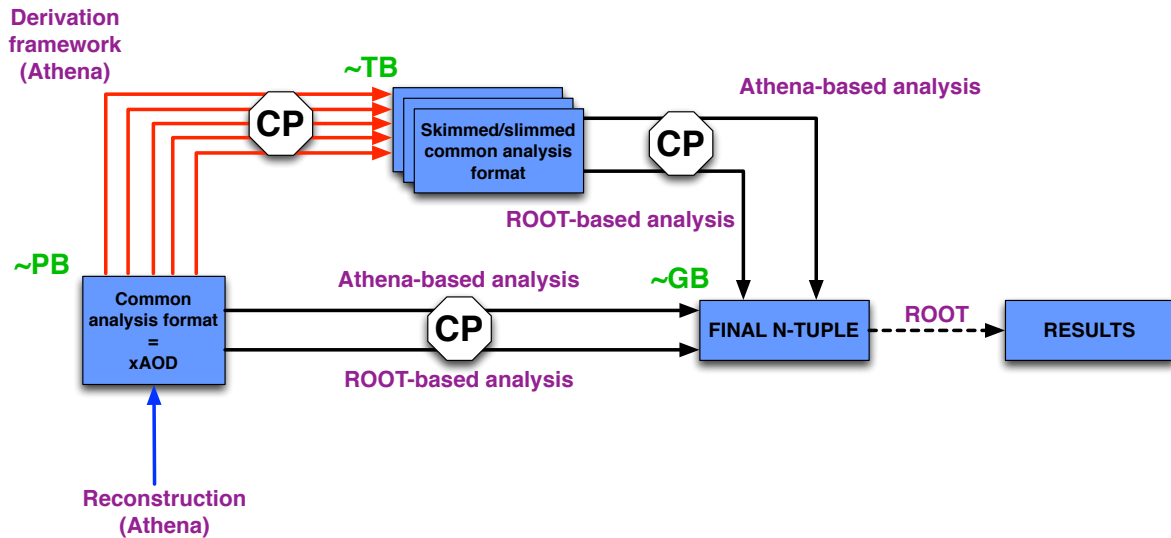 Derivation
framework
(Athena)
~TB
CP
Skimmed/slimmed
common analysis
format
CP
Athena-based analysis
ROOT-based analysis
~PB
Common
analysis format
=
xAOD
Athena-based analysis
CP
ROOT-based analysis
~GB
FINAL N-TUPLE
ROOT
RESULTS
Reconstruction
(Athena)